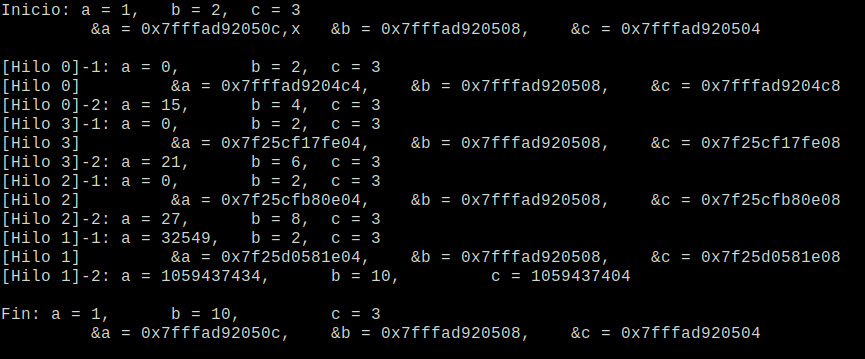 Inicio: a = 1,   b = 2,  c = 3
         &a = 0x7fffad92050c,x   &b = 0x7fffad920508,    &c = 0x7fffad920504

[Hilo 0]-1: a = 0,       b = 2,  c = 3
[Hilo 0]         &a = 0x7fffad9204c4,    &b = 0x7fffad920508,    &c = 0x7fffad9204c8
[Hilo 0]-2: a = 15,      b = 4,  c = 3
[Hilo 3]-1: a = 0,       b = 2,  c = 3
[Hilo 3]         &a = 0x7f25cf17fe04,    &b = 0x7fffad920508,    &c = 0x7f25cf17fe08
[Hilo 3]-2: a = 21,      b = 6,  c = 3
[Hilo 2]-1: a = 0,       b = 2,  c = 3
[Hilo 2]         &a = 0x7f25cfb80e04,    &b = 0x7fffad920508,    &c = 0x7f25cfb80e08
[Hilo 2]-2: a = 27,      b = 8,  c = 3
[Hilo 1]-1: a = 32549,   b = 2,  c = 3
[Hilo 1]         &a = 0x7f25d0581e04,    &b = 0x7fffad920508,    &c = 0x7f25d0581e08
[Hilo 1]-2: a = 1059437434,      b = 10,         c = 1059437404

Fin: a = 1,      b = 10,         c = 3
         &a = 0x7fffad92050c,    &b = 0x7fffad920508,    &c = 0x7fffad920504